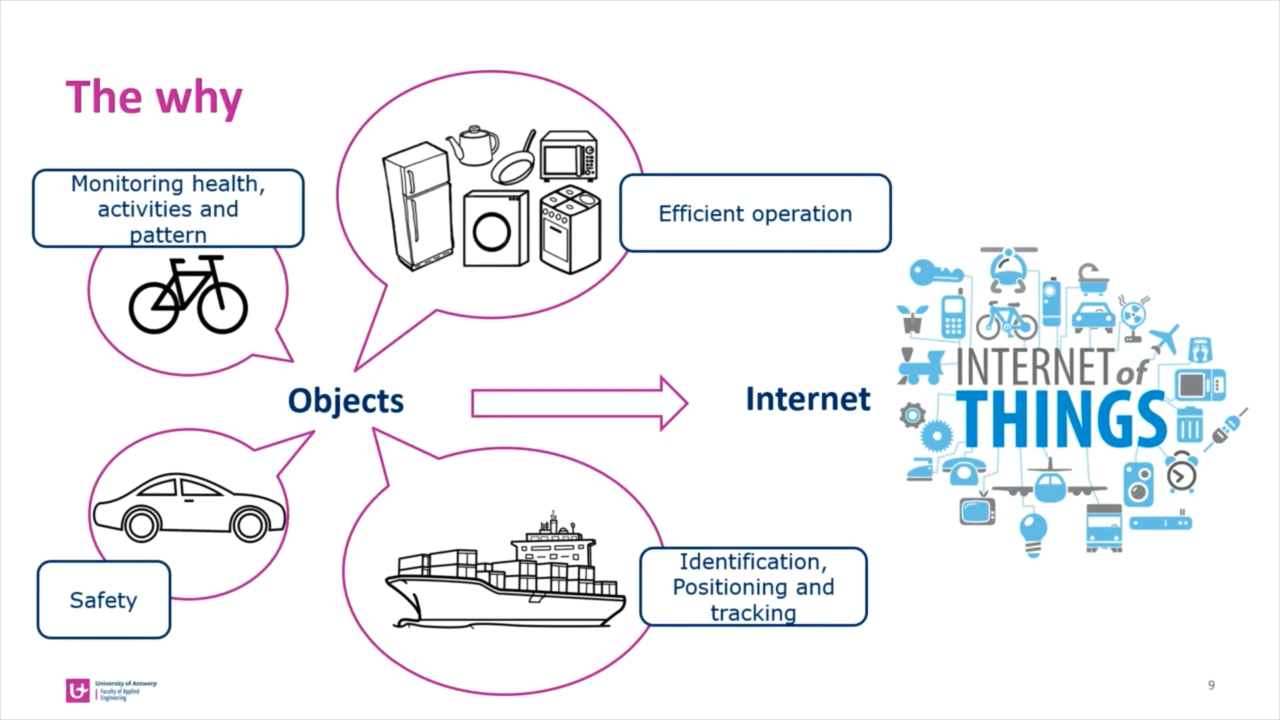 The why
Monitoring health,
activities and
pattern
Efficient operation
Objects
Internet
INTERNET of
THINGS
Safety
Identification,
Positioning and
tracking
University of Antwerp
Faculty of Applied
Engineering
9